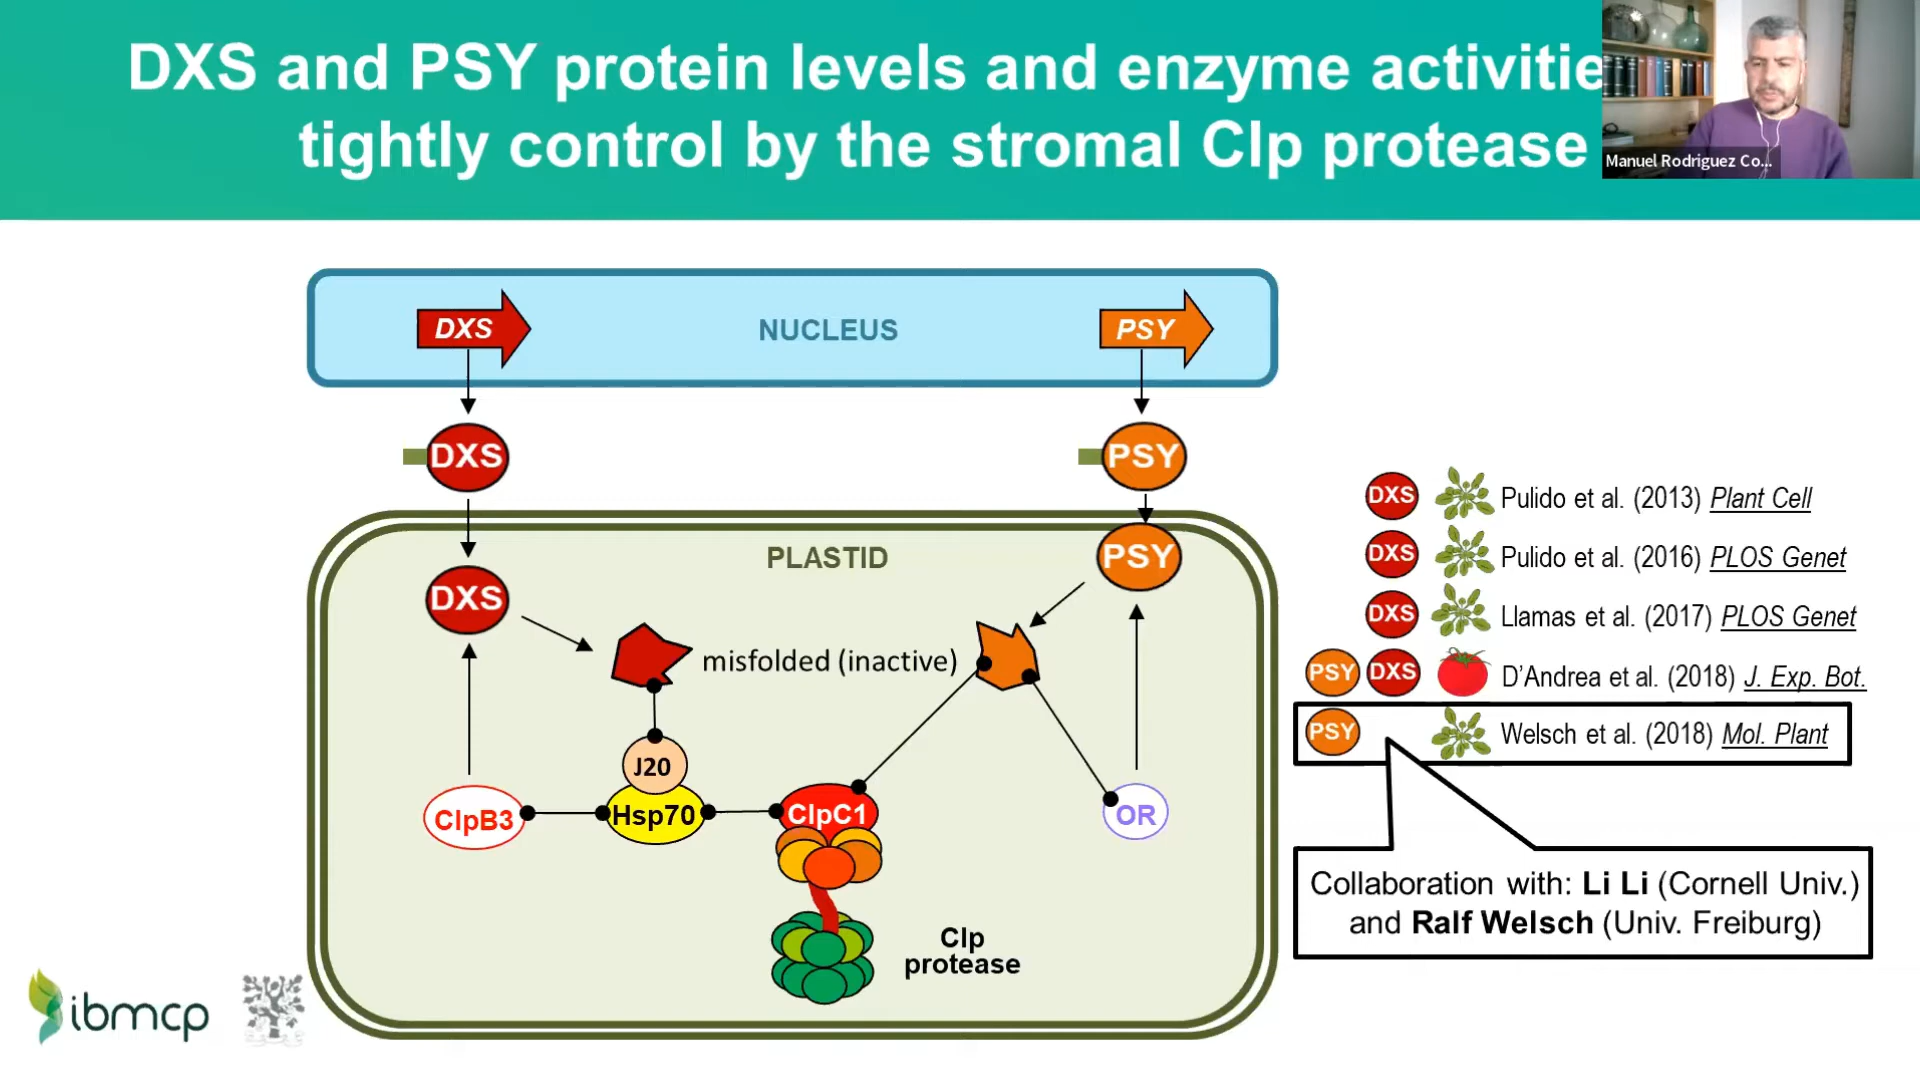 DXS and PSY protein levels and enzyme activitie
tightly control by the stromal Clp protease
Manuel Rodriguez Co...
DXS
NUCLEUS
PSY
DXS
PSY
PLASTID
PSY
DXS
misfolded (inactive)
J20
ClpB3
Hsp70
ClpC1
OR
Clp
protease
DXS Pulido et al. (2013) Plant Cell
DXS Pulido et al. (2016) PLOS Genet
DXS Llamas et al. (2017) PLOS Genet
PSY DXS D'Andrea et al. (2018) J. Exp. Bot.
PSY Welsch et al. (2018) Mol. Plant
Collaboration with: Li Li (Cornell Univ.)
and Ralf Welsch (Univ. Freiburg)
ibmcp